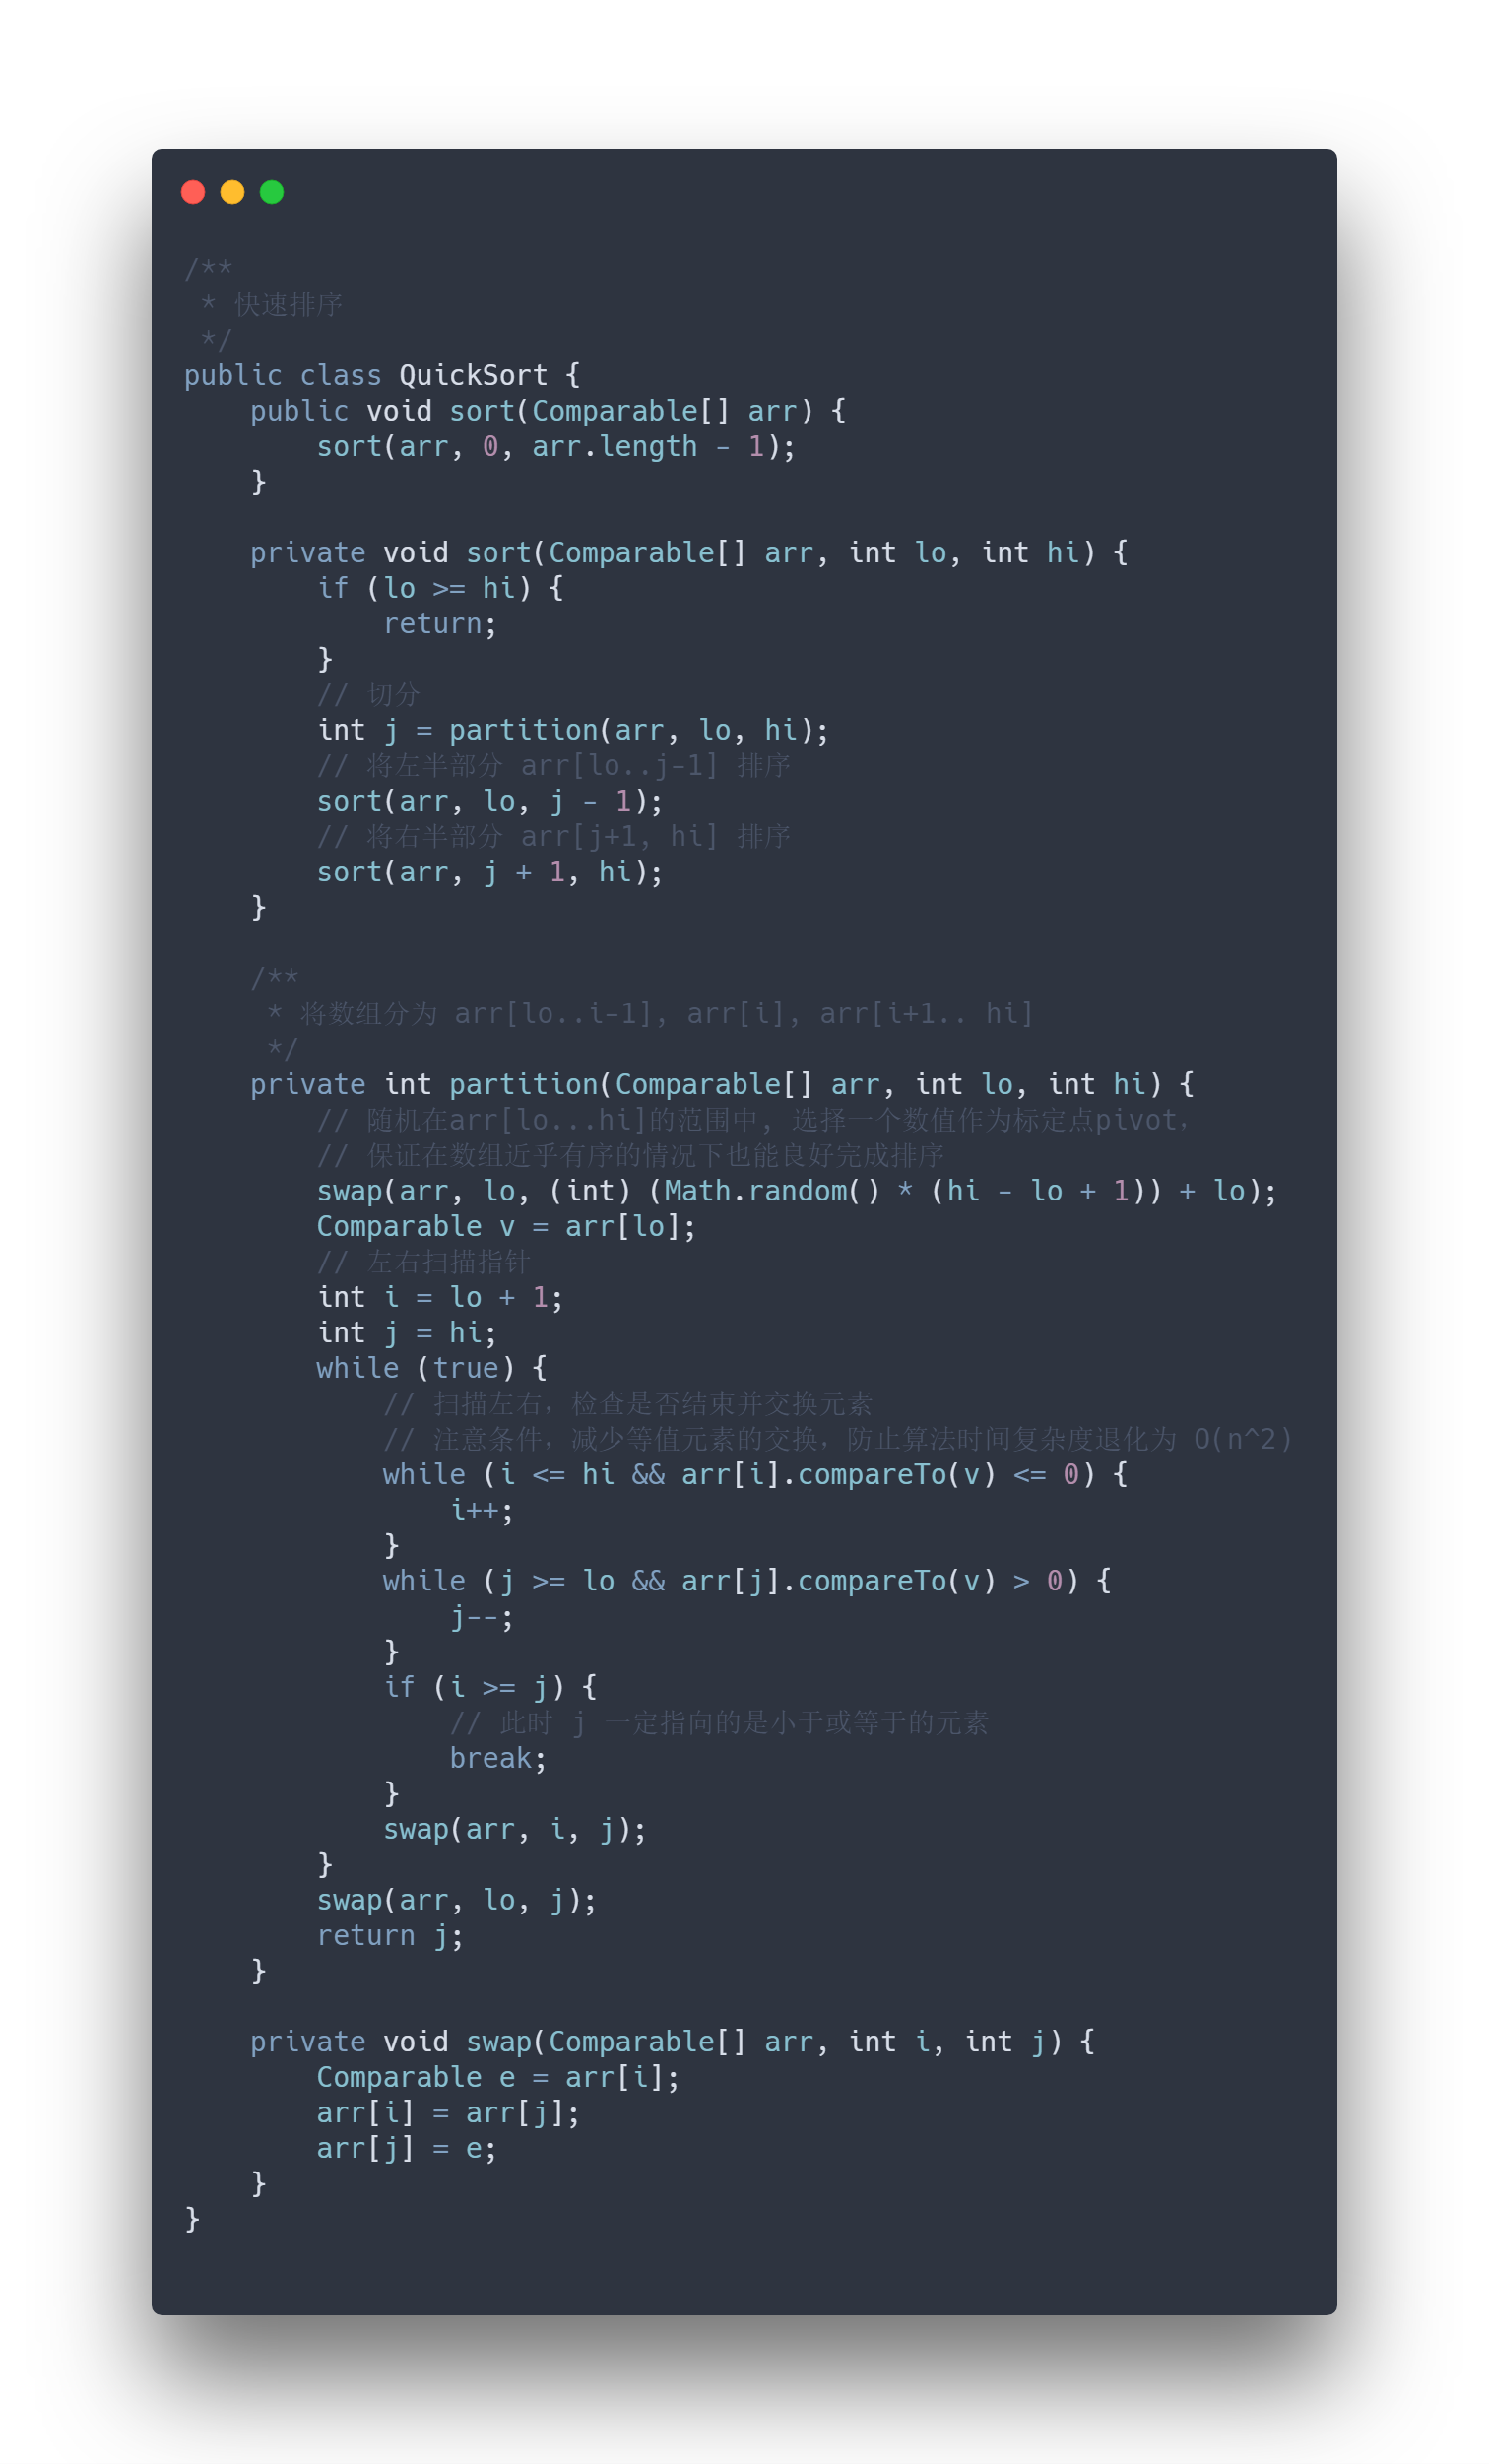 /**
 * 快速排序
 */
public class QuickSort {
    public void sort(Comparable[] arr) {
        sort(arr, 0, arr.length - 1);
    }

    private void sort(Comparable[] arr, int lo, int hi) {
        if (lo >= hi) {
            return;
        }
        // 切分
        int j = partition(arr, lo, hi);
        // 将左半部分 arr[lo..j-1] 排序
        sort(arr, lo, j - 1);
        // 将右半部分 arr[j+1, hi] 排序
        sort(arr, j + 1, hi);
    }

    /**
     * 将数组分为 arr[lo..i-1], arr[i], arr[i+1.. hi]
     */
    private int partition(Comparable[] arr, int lo, int hi) {
        // 随机在arr[lo...hi]的范围中, 选择一个数值作为标定点pivot，
        // 保证在数组近乎有序的情况下也能良好完成排序
        swap(arr, lo, (int) (Math.random() * (hi - lo + 1)) + lo);
        Comparable v = arr[lo];
        // 左右扫描指针
        int i = lo + 1;
        int j = hi;
        while (true) {
            // 扫描左右，检查是否结束并交换元素
            // 注意条件，减少等值元素的交换，防止算法时间复杂度退化为 O(n^2)
            while (i <= hi && arr[i].compareTo(v) <= 0) {
                i++;
            }
            while (j >= lo && arr[j].compareTo(v) > 0) {
                j--;
            }
            if (i >= j) {
                // 此时 j 一定指向的是小于或等于的元素
                break;
            }
            swap(arr, i, j);
        }
        swap(arr, lo, j);
        return j;
    }

    private void swap(Comparable[] arr, int i, int j) {
        Comparable e = arr[i];
        arr[i] = arr[j];
        arr[j] = e;
    }
}